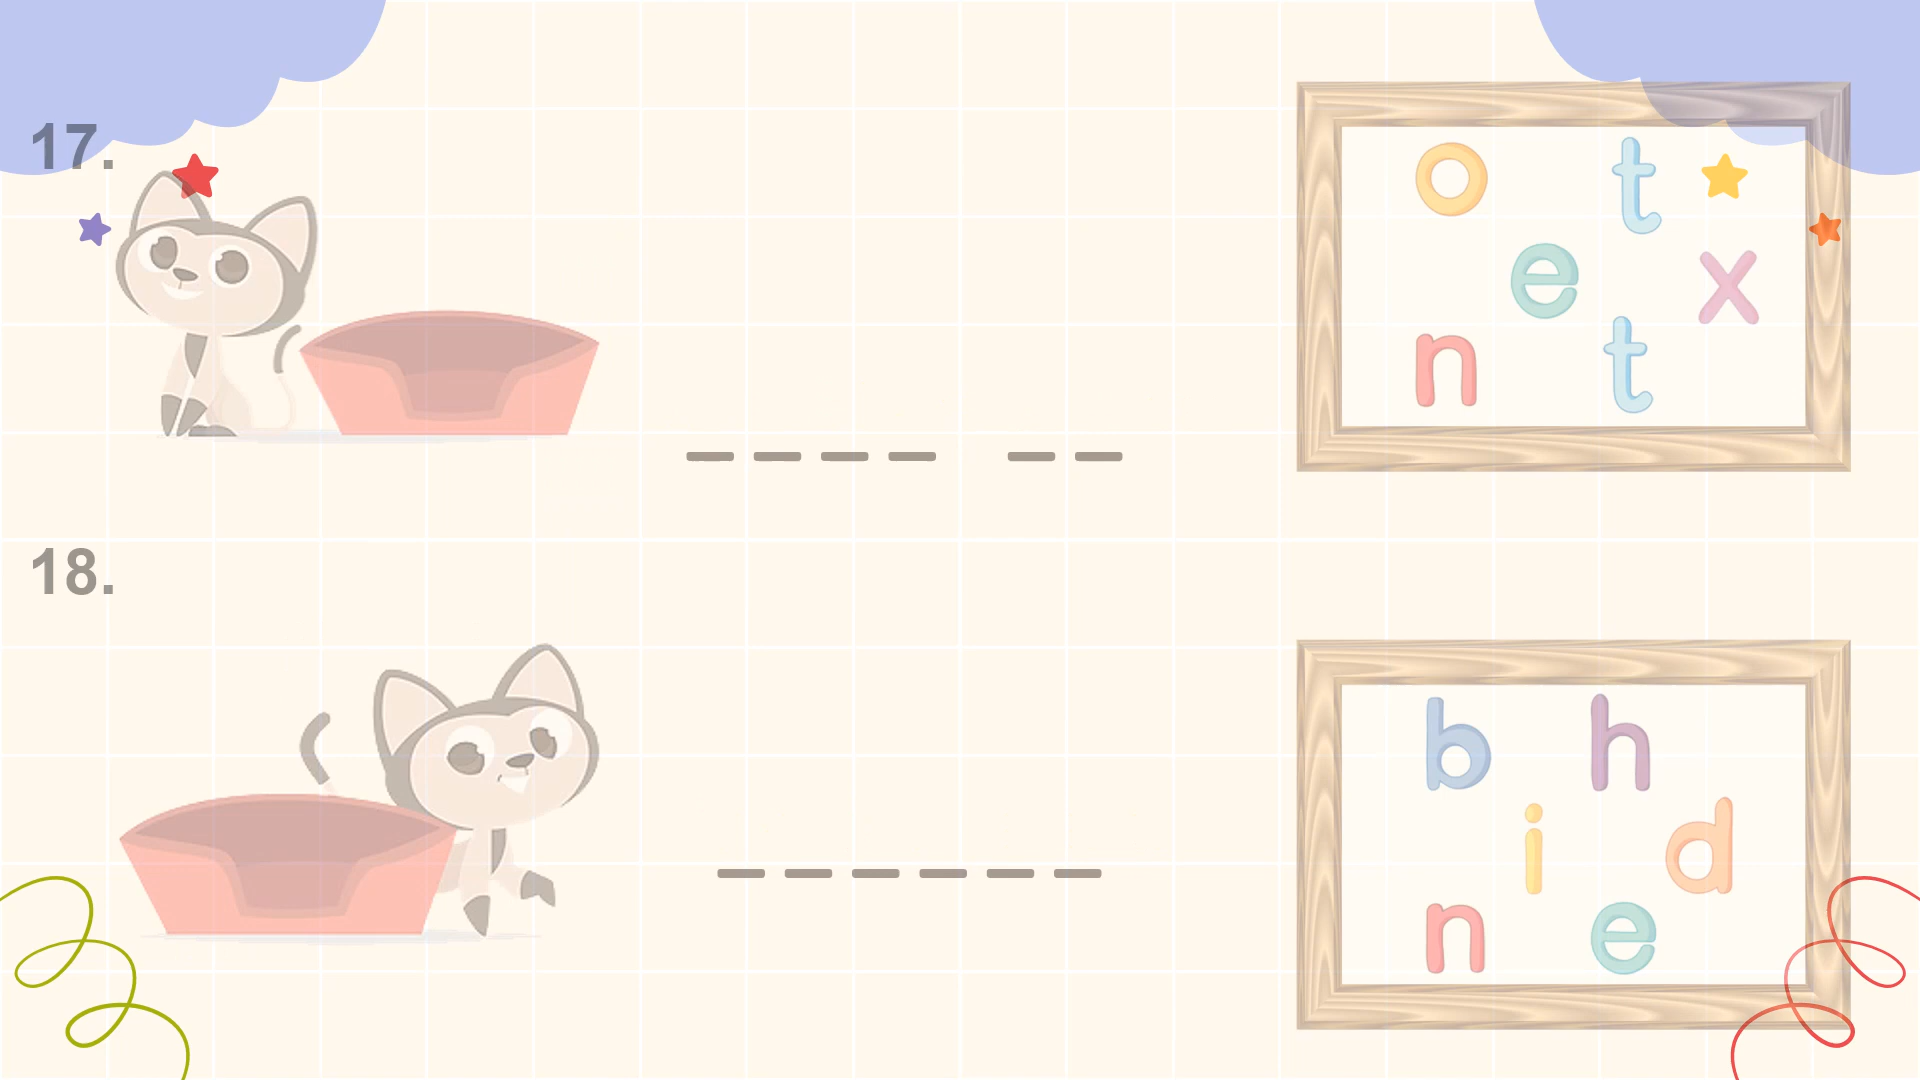 17.
o t
e x
n t
_ _ _ _ _ _
18.
b h
i d
n e
_ _ _ _ _ _